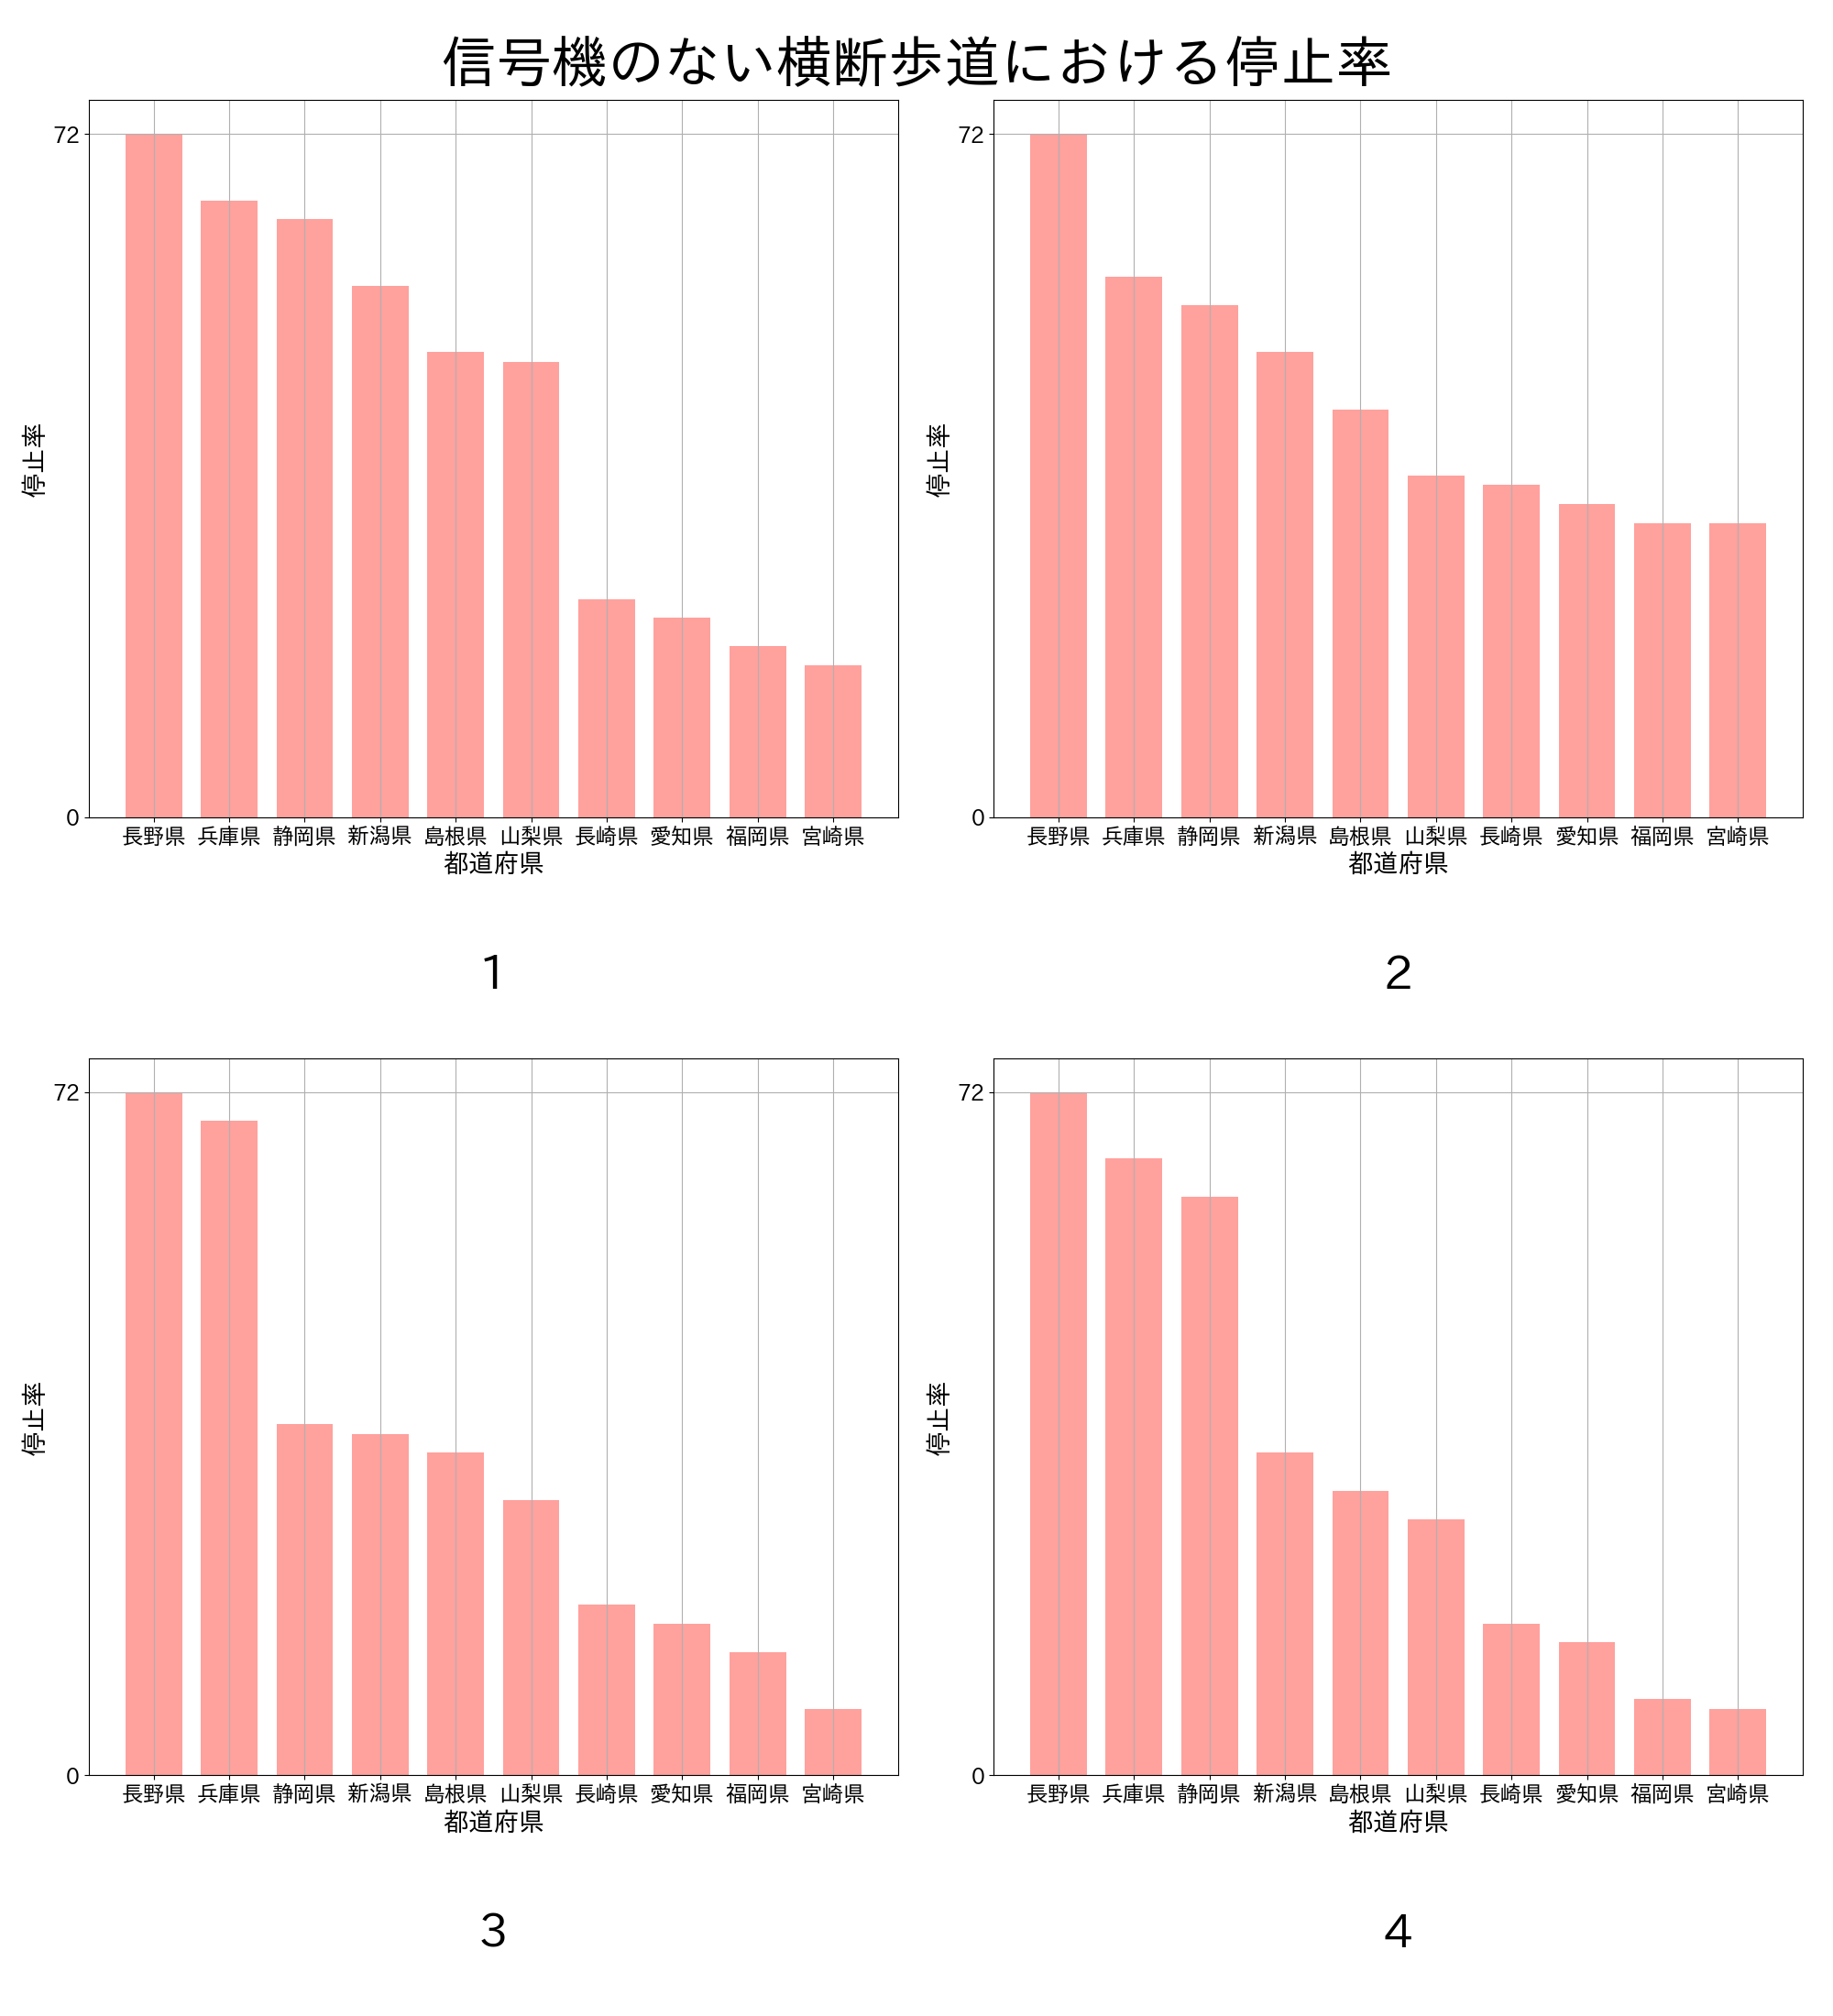 信号機のない横断歩道における停止率
72
停止率
0
長野県 兵庫県 静岡県 新潟県 島根県 山梨県 長崎県 愛知県 福岡県 宮崎県
都道府県
1
72
停止率
0
長野県 兵庫県 静岡県 新潟県 島根県 山梨県 長崎県 愛知県 福岡県 宮崎県
都道府県
2
72
停止率
0
長野県 兵庫県 静岡県 新潟県 島根県 山梨県 長崎県 愛知県 福岡県 宮崎県
都道府県
3
72
停止率
0
長野県 兵庫県 静岡県 新潟県 島根県 山梨県 長崎県 愛知県 福岡県 宮崎県
都道府県
4